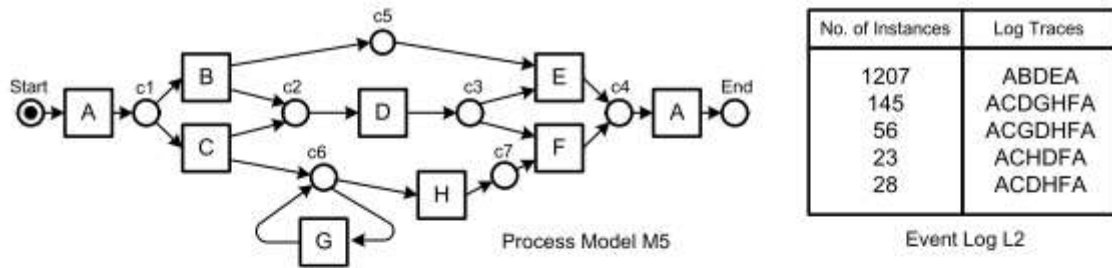 Start
A
c1
B
C
c5
c2
D
c3
E
F
c4
A
End
c6
G
H
c7
Process Model M5
No. of Instances Log Traces
1207 ABDEA
145 ACDGHFA
56 ACGDHFA
23 ACHDFA
28 ACDHFA
Event Log L2